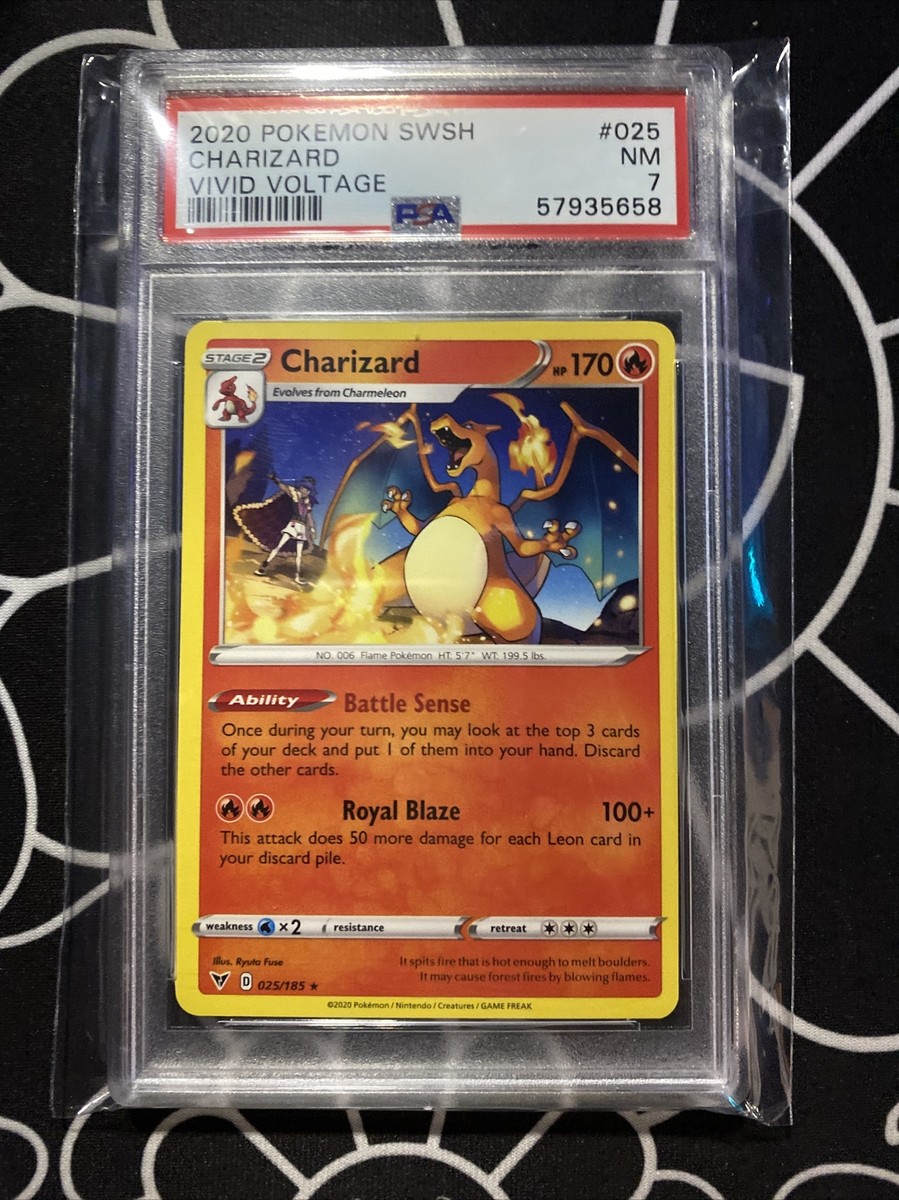 2020 POKEMON SWSH #025
CHARIZARD NM
VIVID VOLTAGE 7
PSA 57935658
STAGE 2 Charizard HP 170
Evolves from Charmeleon
NO. 006 Flame Pokémon HT: 5'7" WT: 199.5 lbs.
Ability Battle Sense
Once during your turn, you may look at the top 3 cards
of your deck and put 1 of them into your hand. Discard
the other cards.
Royal Blaze 100+
This attack does 50 more damage for each Leon card in
your discard pile.
weakness ×2 resistance retreat
Illus. Ryuta Fuse
It spits fire that is hot enough to melt boulders.
It may cause forest fires by blowing flames.
D 025/185 ★
©2020 Pokémon / Nintendo / Creatures / GAME FREAK